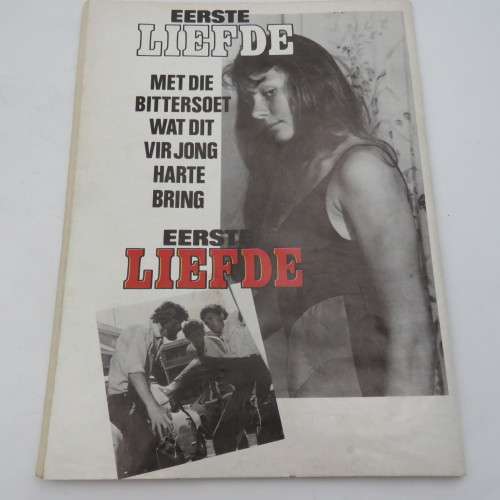 EERSTE
LIEFDE
MET DIE
BITTERSOET
WAT DIT
VIR JONG
HARTE
BRING
EERSTE
LIEFDE